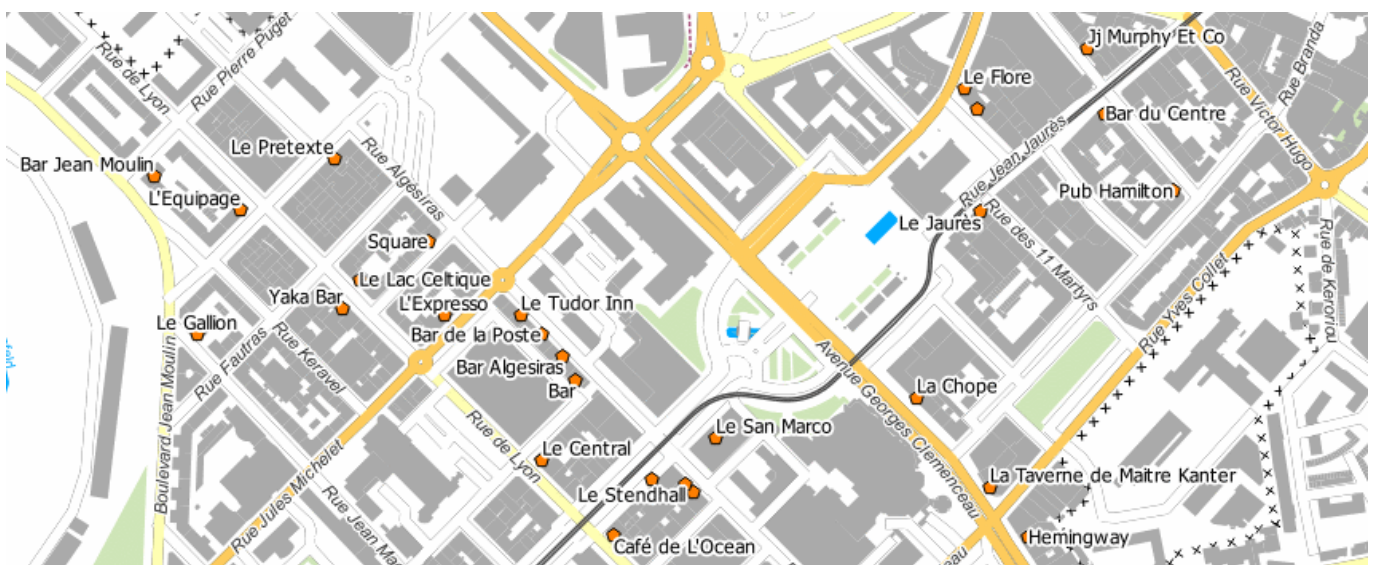 Jj Murphy Et Co
Rue Pierre Puget
Rue de Lyon
Rue Branda
Le Flore
Rue Victor Hugo
Bar du Centre
Le Pretexte
Rue Algésiras
Rue Jean Jaurès
Bar Jean Moulin
L'Equipage
Pub Hamilton
Le Jaurès
Rue des 11 Martyrs
Rue de Keroriou
Square
Le Lac Celtique
Yaka Bar
L'Expresso
Le Tudor Inn
Rue Yves Collet
Le Gallion
Bar de la Poste
Rue Fautras
Rue Keravel
Bar Algesiras
Bar
Avenue Georges Clemenceau
La Chope
Boulevard Jean Moulin
Le San Marco
Rue de Lyon
Le Central
La Taverne de Maitre Kanter
Rue Jules Michelet
Le Stendhall
Rue Jean Ma
Café de L'Ocean
Hemingway
eau